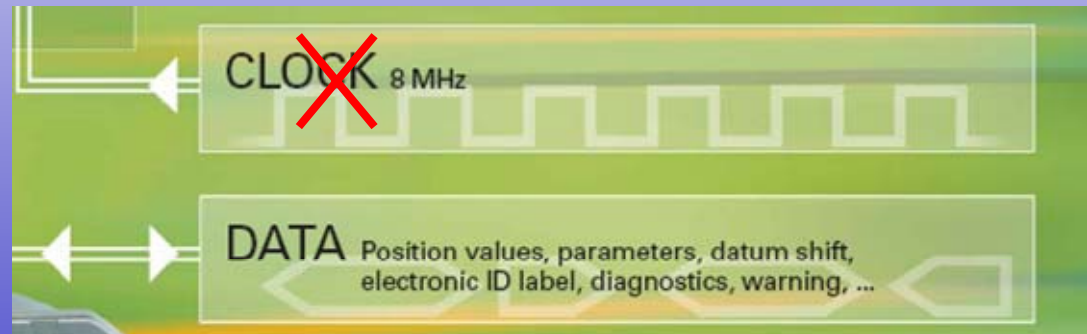 CLOCK 8 MHz
DATA Position values, parameters, datum shift,
electronic ID label, diagnostics, warning, ...